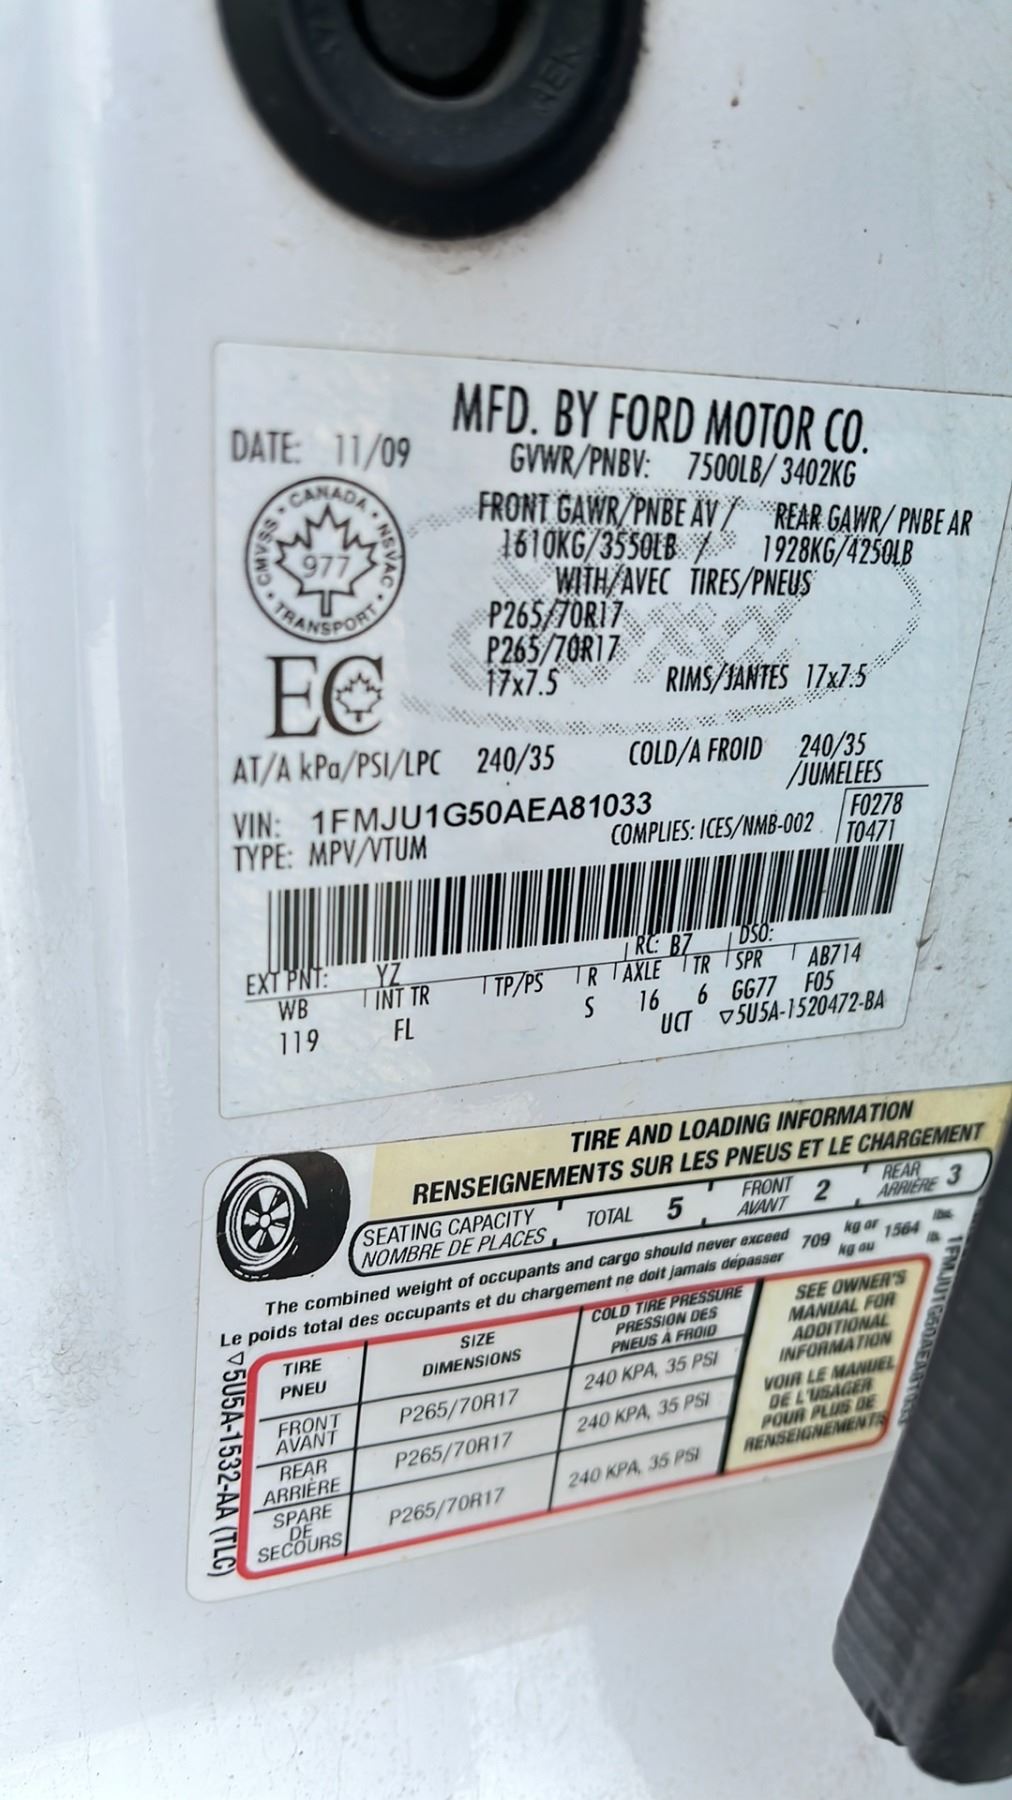 MFD. BY FORD MOTOR CO.
DATE: 11/09
GVWR/PNBV: 7500LB/ 3402KG
FRONT GAWR/PNBE AV / REAR GAWR/ PNBE AR
1610KG/3550LB / 1928KG/4250LB
WITH/AVEC TIRES/PNEUS
CANADA
CMVSS NSVAC
977
TRANSPORT
P265/70R17
P265/70R17
17x7.5 RIMS/JANTES 17x7.5
EC
AT/A kPa/PSI/LPC 240/35 COLD/A FROID 240/35
/JUMELEES
VIN: 1FMJU1G50AEA81033
F0278
TYPE: MPV/VTUM COMPLIES: ICES/NMB-002 T0471
EXT PNT: YZ RC: B7 DSO:
WB INT TR TP/PS R AXLE TR SPR AB714
119 FL S 16 6 GG77 F05
UCT ▽5U5A-1520472-BA
TIRE AND LOADING INFORMATION
RENSEIGNEMENTS SUR LES PNEUS ET LE CHARGEMENT
SEATING CAPACITY TOTAL 5 FRONT 2 REAR 3
NOMBRE DE PLACES AVANT ARRIÈRE
The combined weight of occupants and cargo should never exceed 709 kg or 1564 lbs.
Le poids total des occupants et du chargement ne doit jamais dépasser kg ou lb.
TIRE SIZE COLD TIRE PRESSURE
PNEU DIMENSIONS PRESSION DES
PNEUS À FROID
FRONT P265/70R17 240 KPA, 35 PSI
AVANT
REAR P265/70R17 240 KPA, 35 PSI
ARRIÈRE
SPARE P265/70R17 240 KPA, 35 PSI
DE
SECOURS
SEE OWNER'S
MANUAL FOR
ADDITIONAL
INFORMATION
VOIR LE MANUEL
DE L'USAGER
POUR PLUS DE
RENSEIGNEMENTS
▽5U5A-1532-AA (TLG)